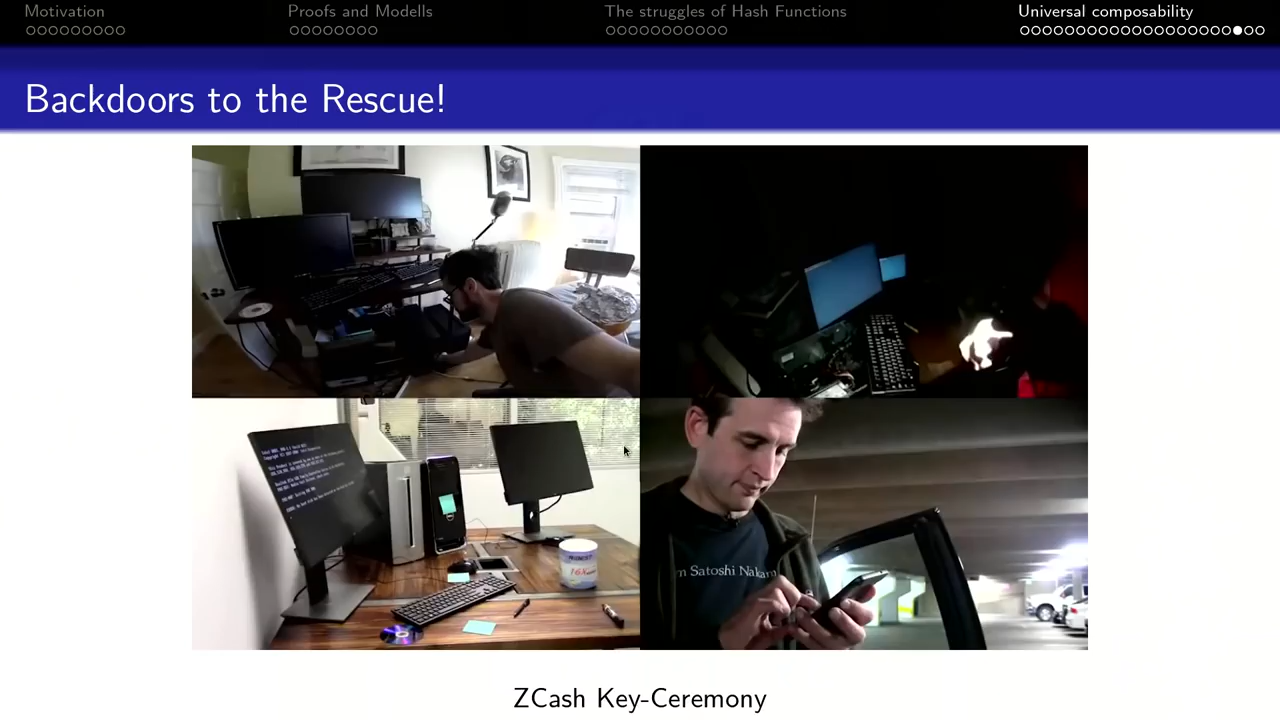 Motivation
Proofs and Modells
The struggles of Hash Functions
Universal composability
Backdoors to the Rescue!
m Satoshi Nakam
ZCash Key-Ceremony